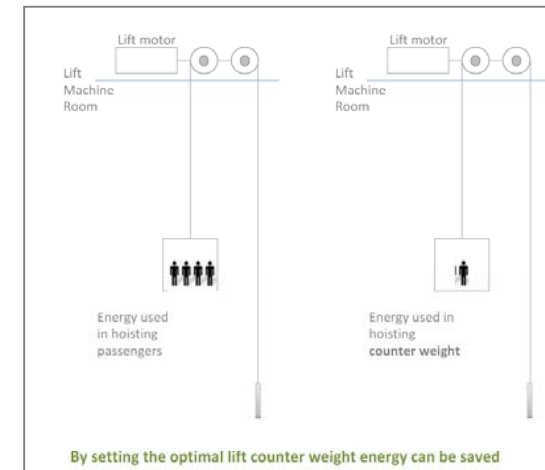 Lift motor
Lift
Machine
Room
Energy used
in hoisting
passengers
Lift motor
Lift
Machine
Room
Energy used in
hoisting
counter weight
By setting the optimal lift counter weight energy can be saved